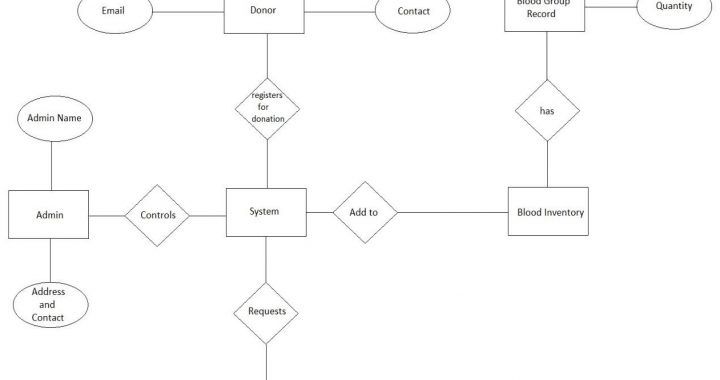 Email
Donor
Contact
Blood Group
Record
Quantity
registers
for
donation
has
Admin Name
Admin
Controls
System
Add to
Blood Inventory
Address
and
Contact
Requests